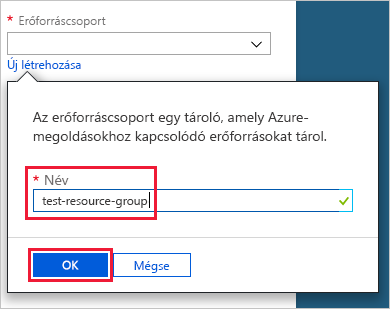 * Erőforráscsoport
Új létrehozása
Az erőforráscsoport egy tároló, amely Azure-
megoldásokhoz kapcsolódó erőforrásokat tárol.
* Név
test-resource-group
OK
Mégse